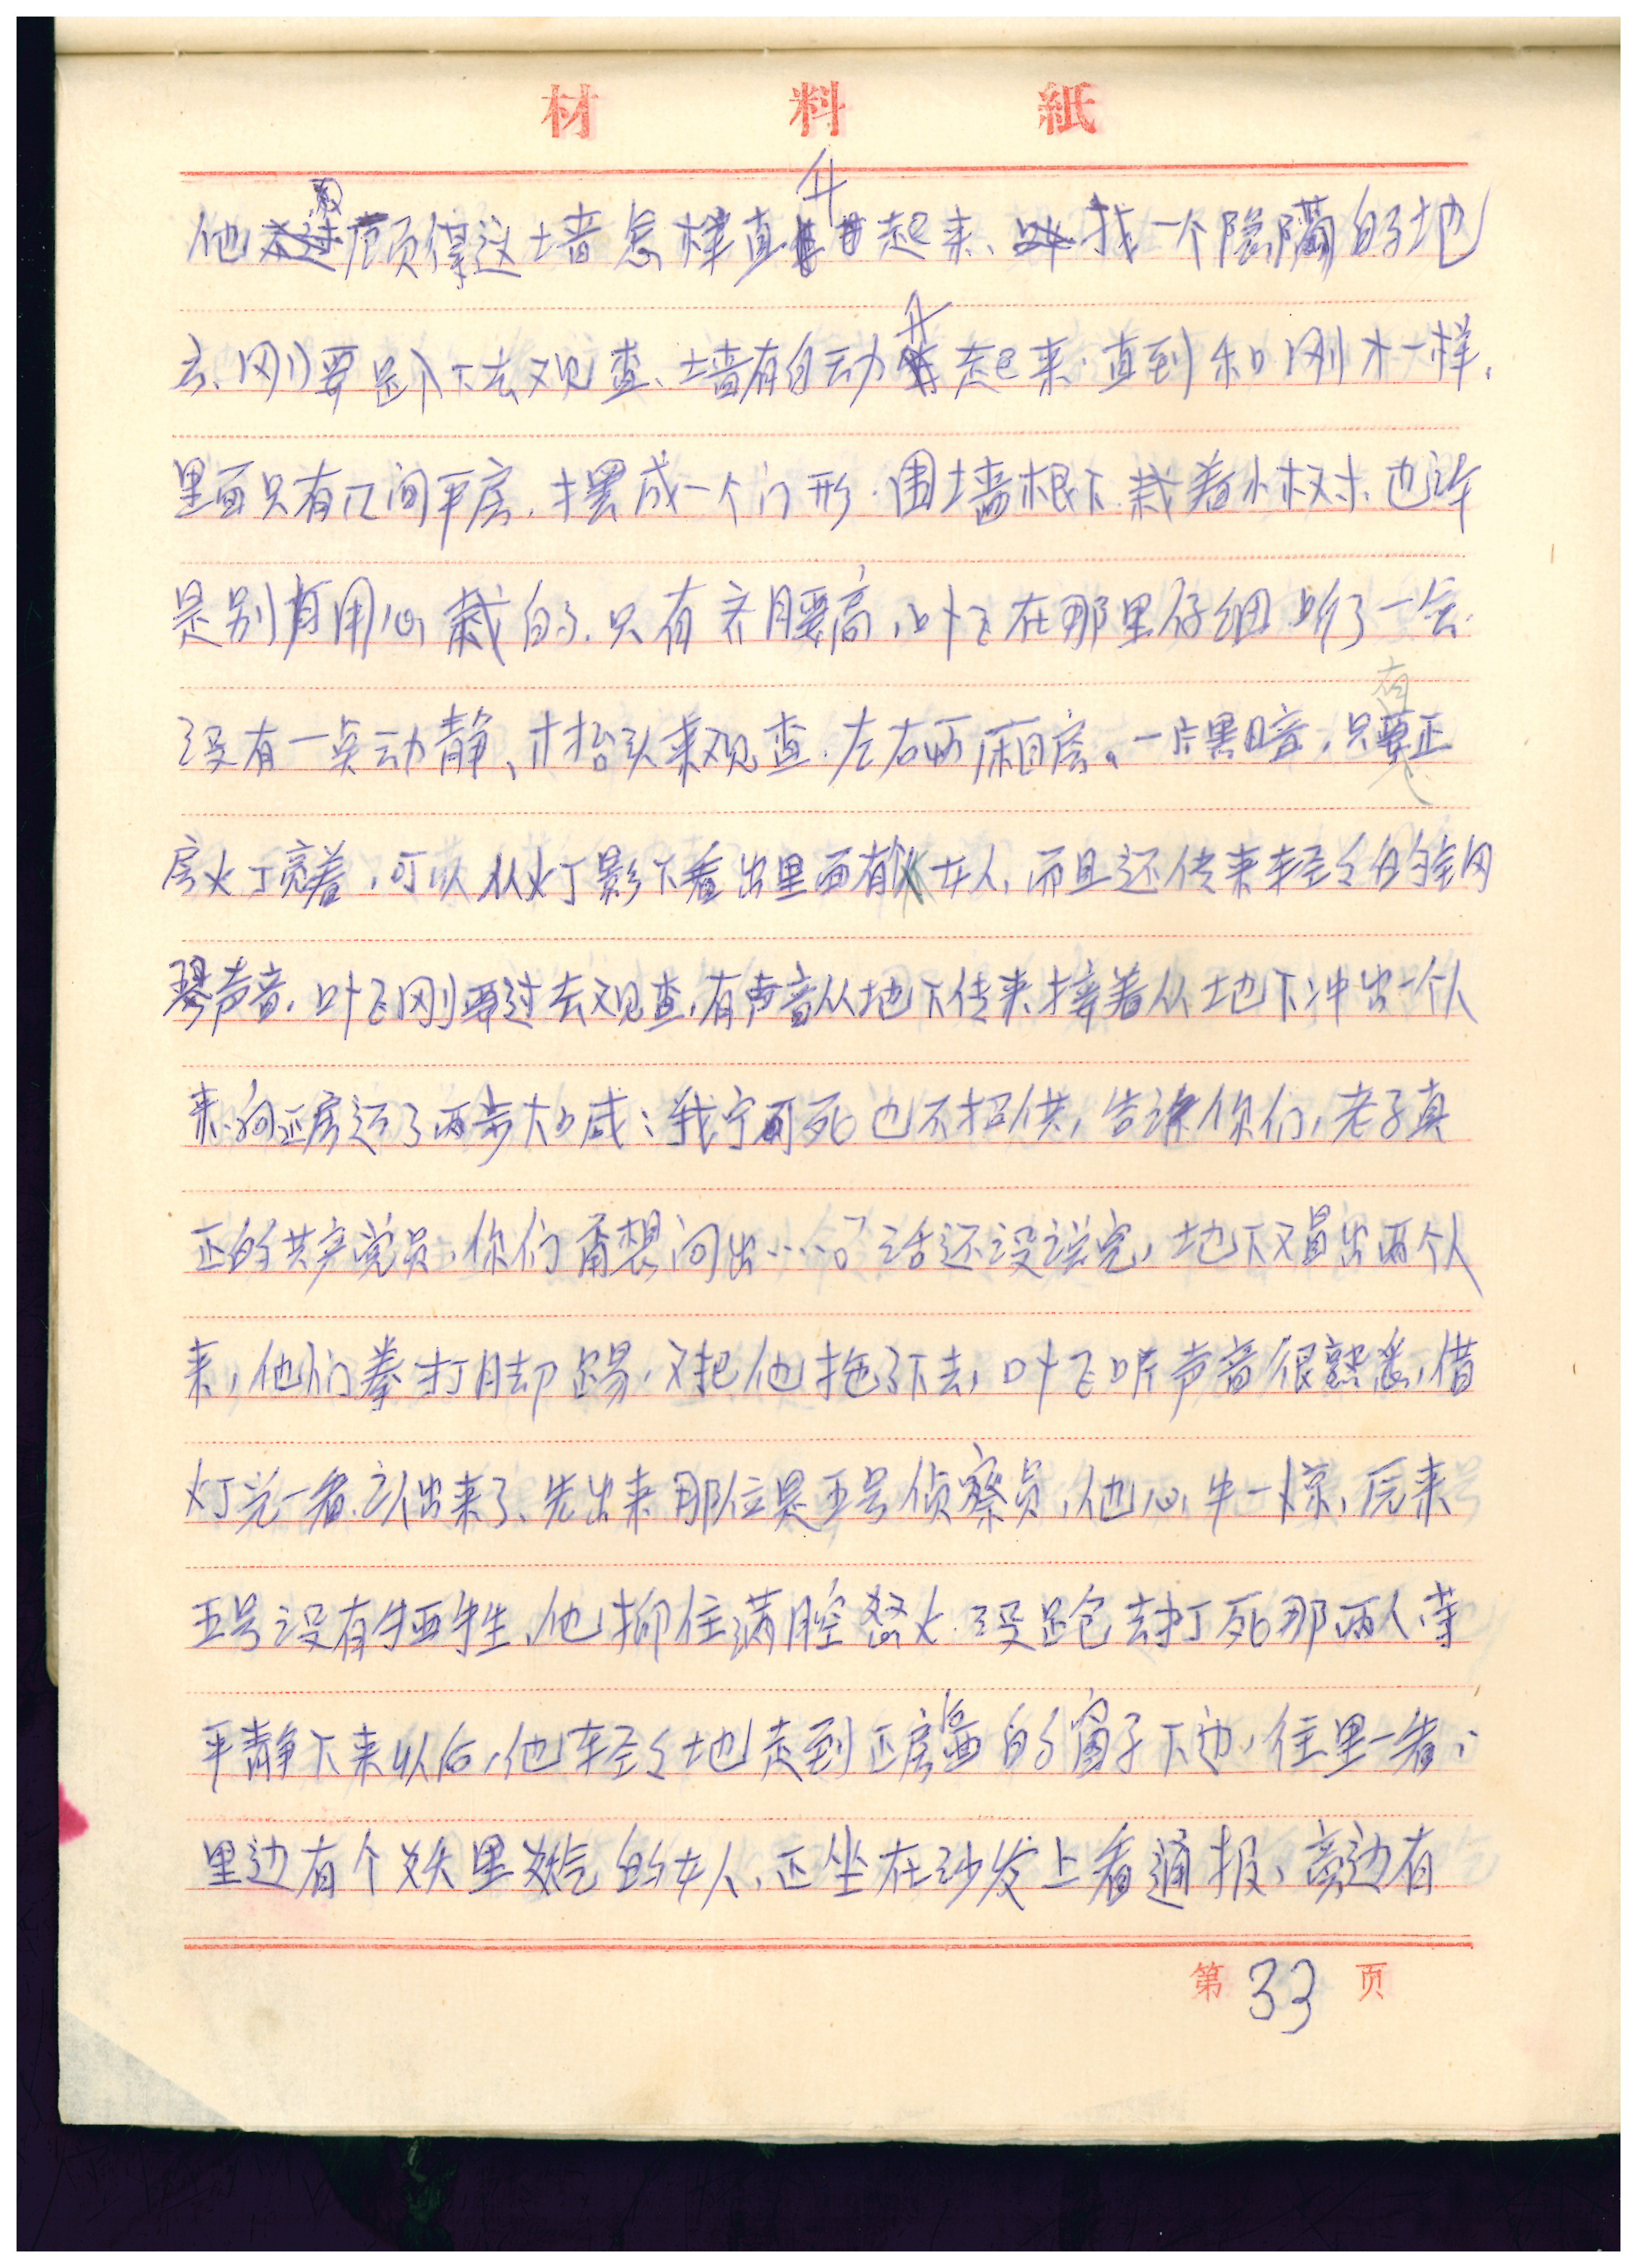 材料紙
他顾得这墙怎样直升起来、找一个隐蔽的地
去、刚要趴下去观查、墙有自动升起来.直到和刚才一样.
里面只有几间平房.摆成一个门形.围墙根下.栽着小树.也许
是别有用心栽的.只有齐腰高,叶飞在那里仔细听了一会.
没有一点动静、才抬头来观查.左右两厢房。一片黑暗,只有正
房灯亮着,可以从灯影下看出里面有女人,而且还传来轻々的钢
琴声音.叶飞刚要过去观查,有声音从地下传来.接着从地下冲出一个人
来.向正房迈了两步大喊:我宁可死也不招供,告诉你们,老子真
正的共产党员,你们甭想问出……。话还没说完,地下又冒出两个人
来,他们拳打脚踢.又把他拖了下去,叶飞听声音很熟悉,借
灯光一看.认出来了、先出来那位是五号侦察员,他心中一惊,原来
五号没有牺牲,他抑住满腔怒火.没跑去打死那两人.等
平静下来以后,他轻々地走到正房的窗子下边,往里一看,
里边有个妖里妖气的女人,正坐在沙发上看通报,旁边有
第33页